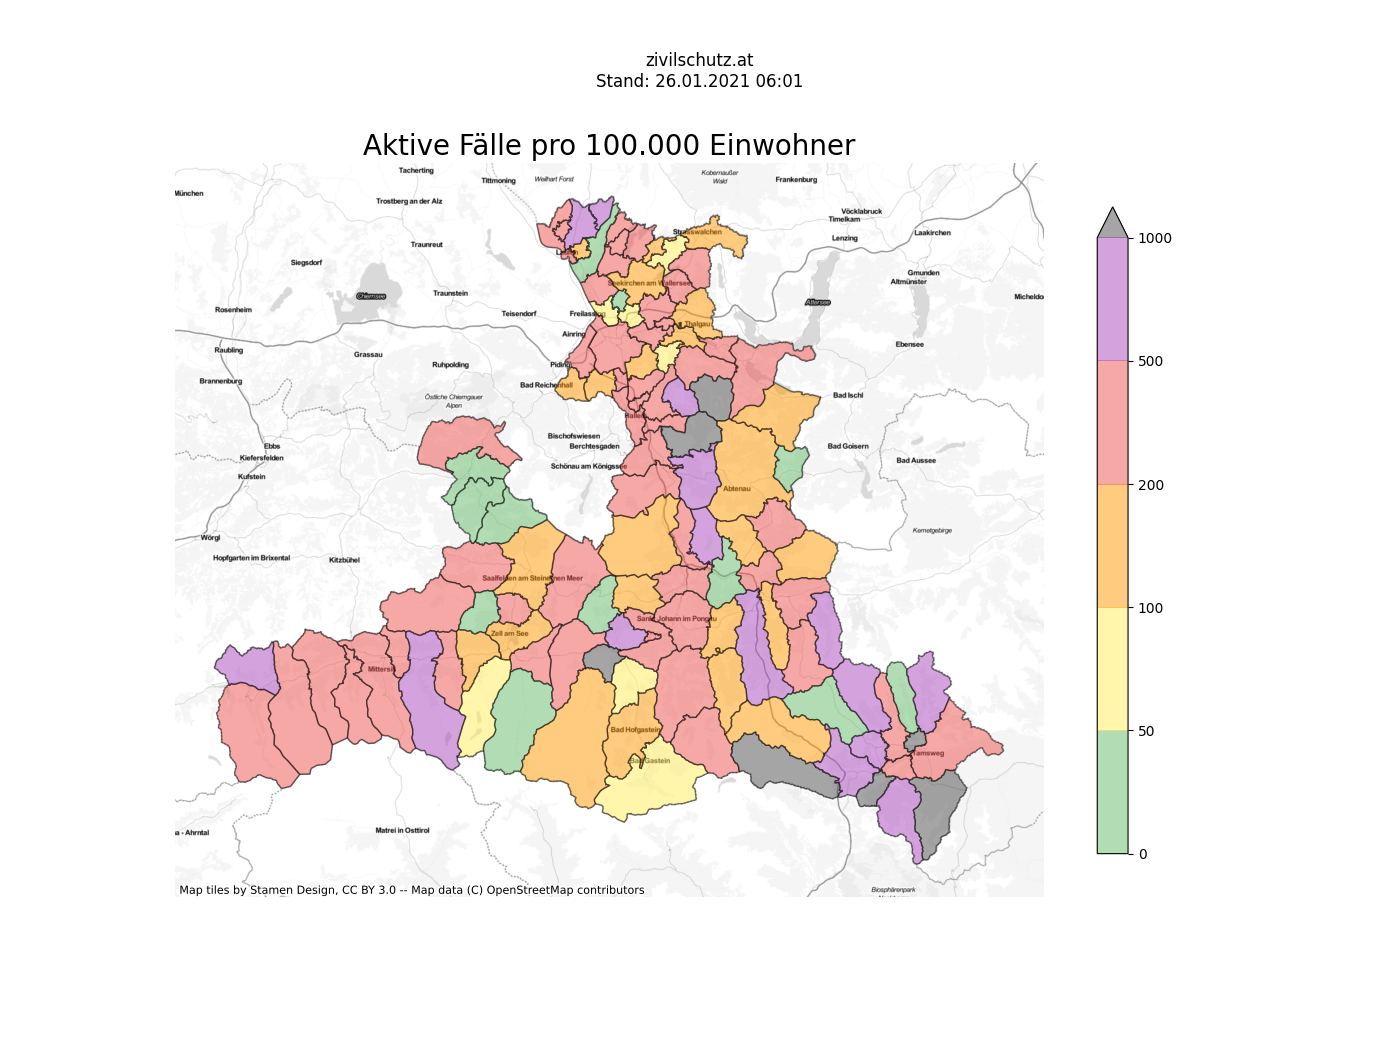 zivilschutz.at
Stand: 26.01.2021 06:01
Aktive Fälle pro 100.000 Einwohner
Tacherting
Tittmoning
Weilhart Forst
Kobernaußer
Wald
Frankenburg
München
Trostberg an der Alz
Vöcklabruck
Timelkam
Laakirchen
Strasswalchen
Lenzing
Traunreut
Siegsdorf
Gmunden
Altmünster
Seekirchen am Wallersee
Chiemsee
Traunstein
Attersee
Micheldo
Rosenheim
Teisendorf
Freilassing
Thalgau
Ainring
Ebensee
Raubling
Grassau
Ruhpolding
Piding
Brannenburg
Bad Reichenhall
Östliche Chiemgauer
Alpen
Bad Ischl
Hallein
Bischofswiesen
Berchtesgaden
Bad Goisern
Ebbs
Kiefersfelden
Schönau am Königssee
Bad Aussee
Kufstein
Abtenau
Kemetgebirge
Wörgl
Hopfgarten im Brixental
Kitzbühel
Saalfelden am Steinernen Meer
Sankt Johann im Pongau
Zell am See
Mittersill
Bad Hofgastein
Tamsweg
Bad Gastein
a - Ahrntal
Matrei in Osttirol
Biosphärenpark
Map tiles by Stamen Design, CC BY 3.0 -- Map data (C) OpenStreetMap contributors
1000
500
200
100
50
0